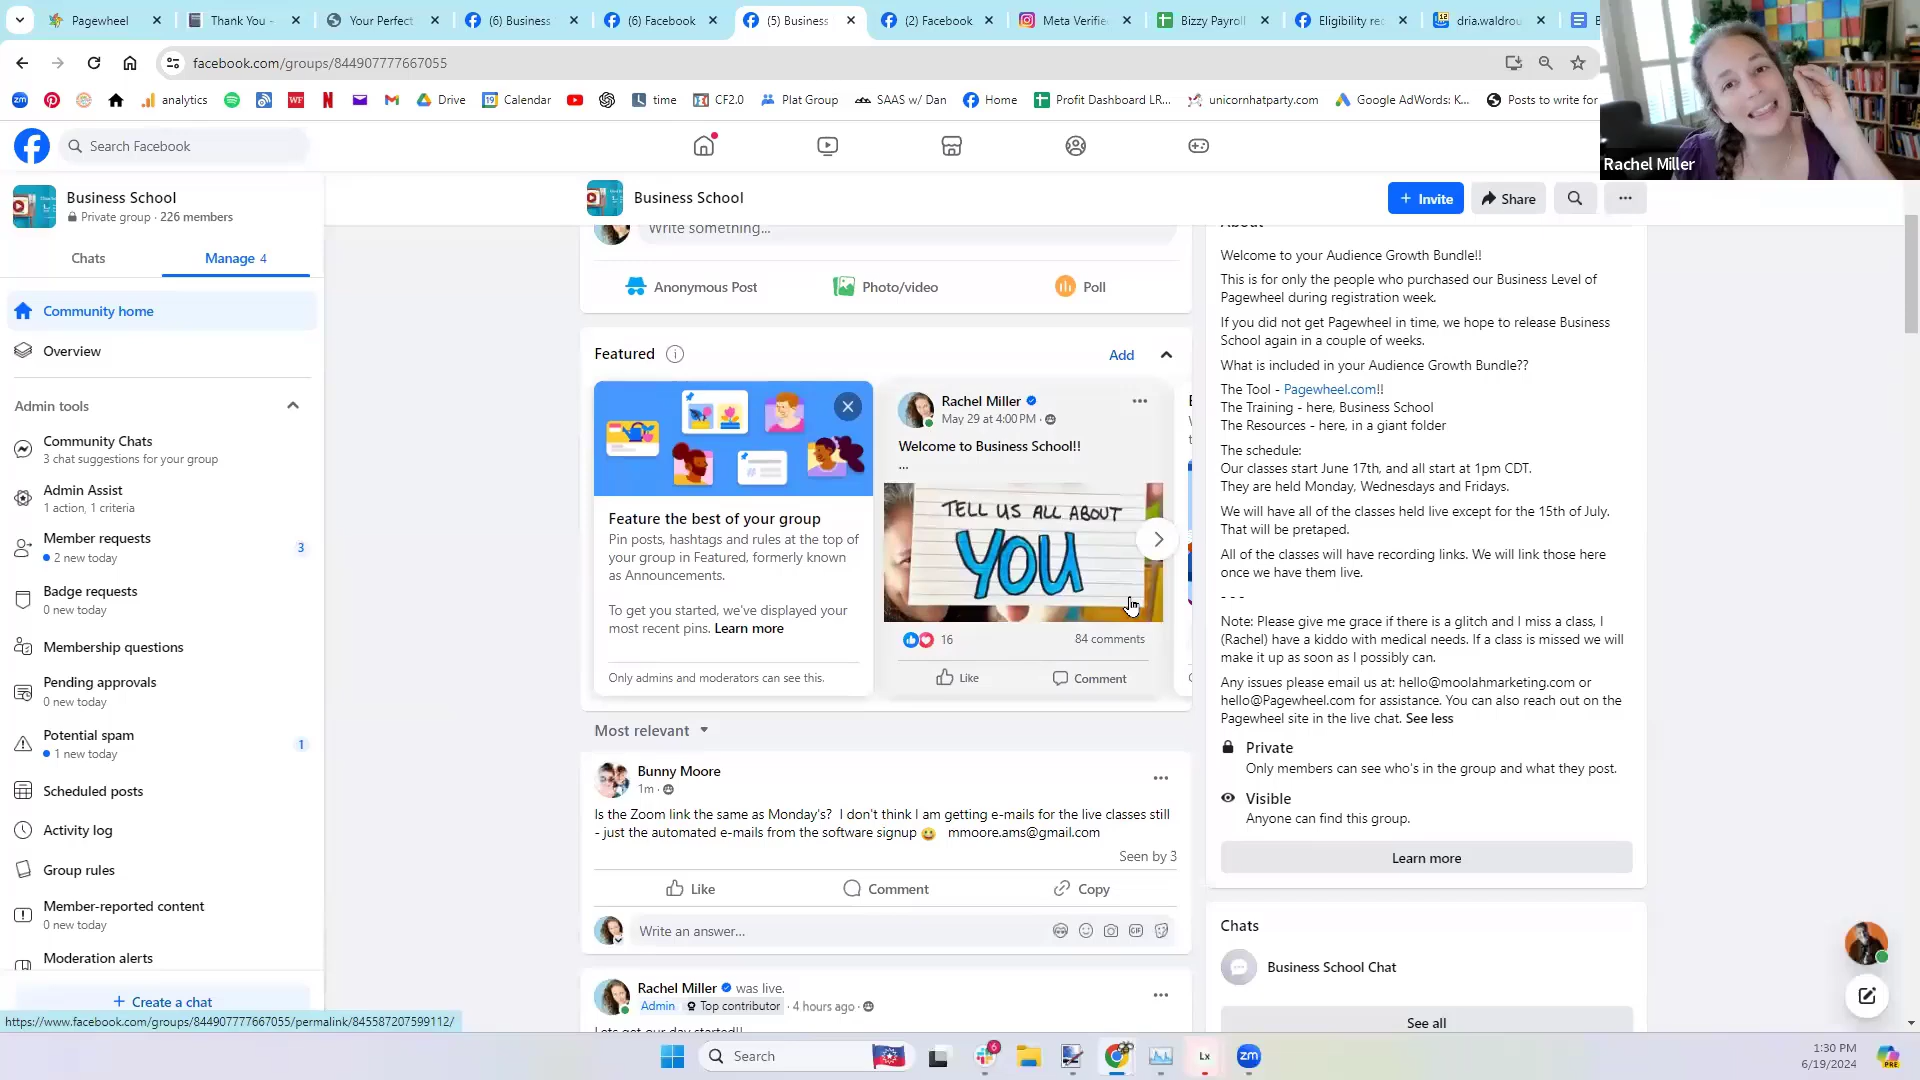 Pagewheel
Thank You -
Your Perfect
(6) Business
(6) Facebook
(5) Business
(2) Facebook
Meta Verifie
Bizzy Payroll
Eligibility re
dria.waldro
facebook.com/groups/844907777667055
analytics
Drive
Calendar
time
CF2.0
Plat Group
SAAS w/ Dan
Home
Profit Dashboard LR...
unicornhatparty.com
Google AdWords: K...
Posts to write for
Rachel Miller
Search Facebook
Business School
Private group · 226 members
Chats
Manage 4
Community home
Overview
Admin tools
Community Chats
3 chat suggestions for your group
Admin Assist
1 action, 1 criteria
Member requests
2 new today
3
Badge requests
0 new today
Membership questions
Pending approvals
0 new today
Potential spam
1 new today
1
Scheduled posts
Activity log
Group rules
Member-reported content
0 new today
Moderation alerts
+ Create a chat
https://www.facebook.com/groups/844907777667055/permalink/845587207599112/
Business School
+ Invite
Share
Write something...
Anonymous Post
Photo/video
Poll
Featured
Add
Feature the best of your group
Pin posts, hashtags and rules at the top of
your group in Featured, formerly known
as Announcements.
To get you started, we've displayed your
most recent pins. Learn more
Only admins and moderators can see this.
Rachel Miller
May 29 at 4:00 PM ·
Welcome to Business School!!
...
TELL US ALL ABOUT
YOU
16
84 comments
Like
Comment
Most relevant
Bunny Moore
1m ·
Is the Zoom link the same as Monday's? I don't think I am getting e-mails for the live classes still
- just the automated e-mails from the software signup 😀 mmoore.ams@gmail.com
Seen by 3
Like
Comment
Copy
Write an answer...
Rachel Miller was live.
Admin Top contributor · 4 hours ago ·
Lets get our day started!!
About
Welcome to your Audience Growth Bundle!!
This is for only the people who purchased our Business Level of
Pagewheel during registration week.
If you did not get Pagewheel in time, we hope to release Business
School again in a couple of weeks.
What is included in your Audience Growth Bundle??
The Tool - Pagewheel.com!!
The Training - here, Business School
The Resources - here, in a giant folder
The schedule:
Our classes start June 17th, and all start at 1pm CDT.
They are held Monday, Wednesdays and Fridays.
We will have all of the classes held live except for the 15th of July.
That will be pretaped.
All of the classes will have recording links. We will link those here
once we have them live.
- - -
Note: Please give me grace if there is a glitch and I miss a class, I
(Rachel) have a kiddo with medical needs. If a class is missed we will
make it up as soon as I possibly can.
Any issues please email us at: hello@moolahmarketing.com or
hello@Pagewheel.com for assistance. You can also reach out on the
Pagewheel site in the live chat. See less
Private
Only members can see who's in the group and what they post.
Visible
Anyone can find this group.
Learn more
Chats
Business School Chat
See all
Search
6
Lx
zm
1:30 PM
6/19/2024
PRE